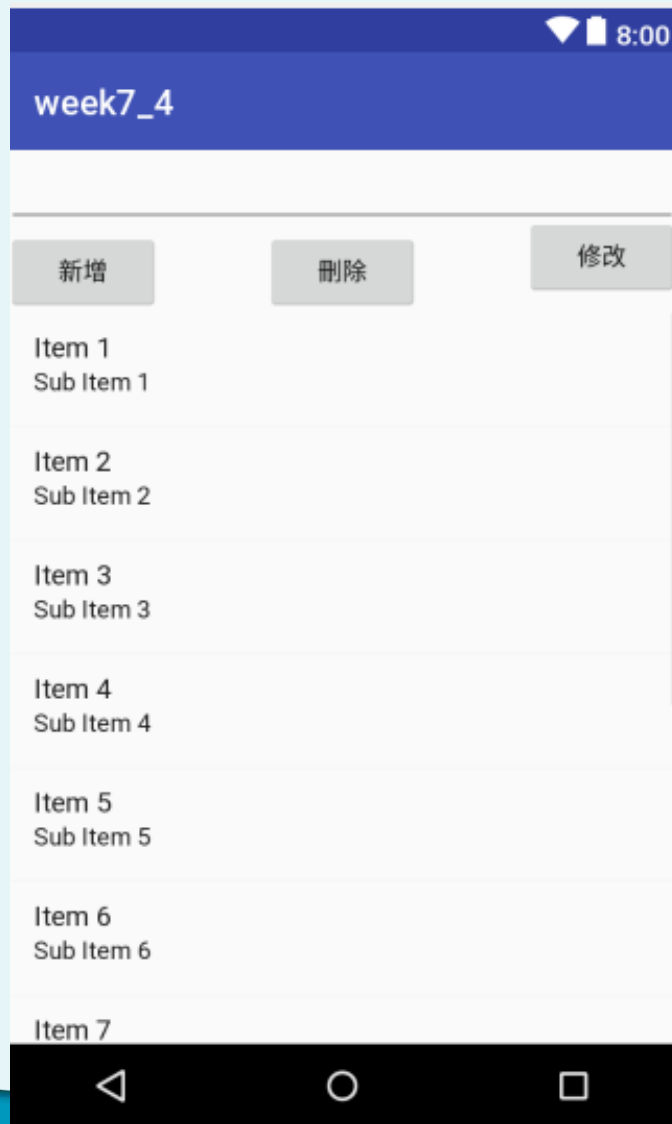 8:00
week7_4
新增 刪除 修改
Item 1
Sub Item 1
Item 2
Sub Item 2
Item 3
Sub Item 3
Item 4
Sub Item 4
Item 5
Sub Item 5
Item 6
Sub Item 6
Item 7